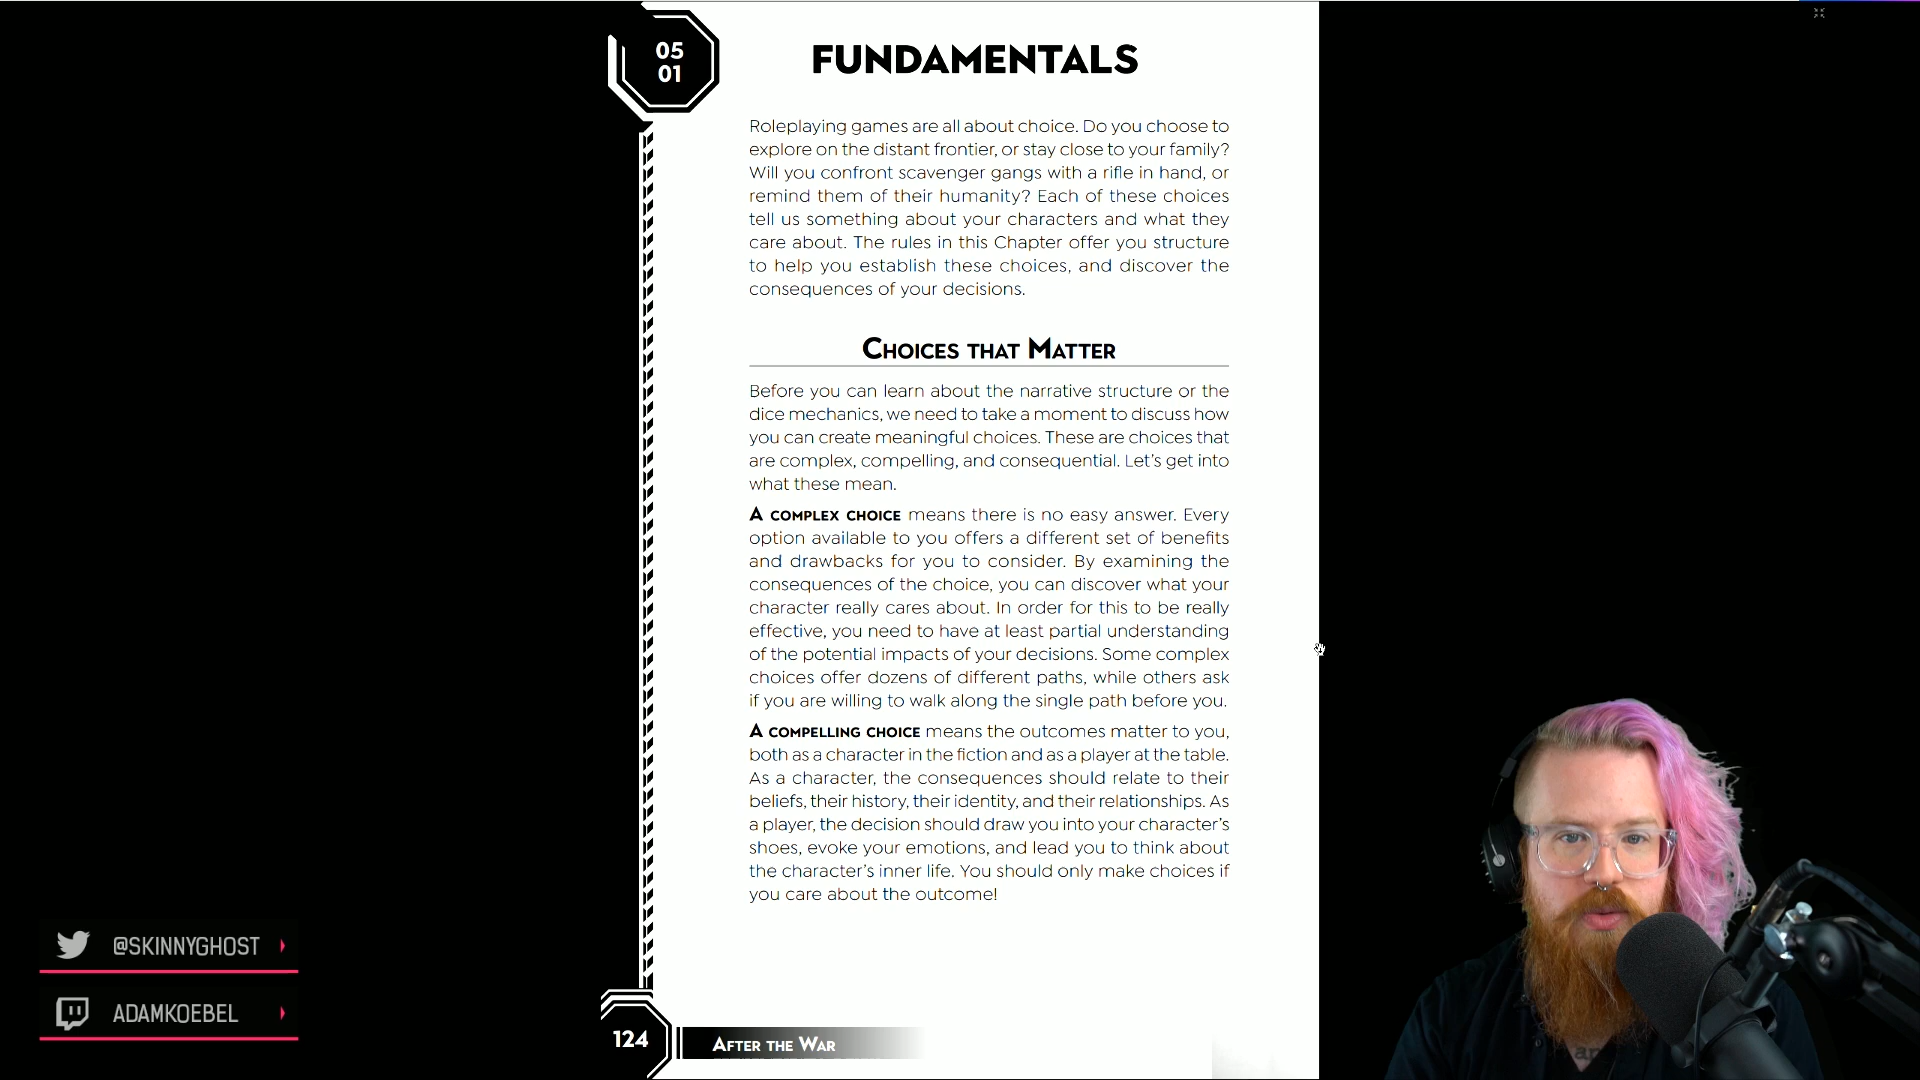 05
01
FUNDAMENTALS
Roleplaying games are all about choice. Do you choose to
explore on the distant frontier, or stay close to your family?
Will you confront scavenger gangs with a rifle in hand, or
remind them of their humanity? Each of these choices
tell us something about your characters and what they
care about. The rules in this Chapter offer you structure
to help you establish these choices, and discover the
consequences of your decisions.
CHOICES THAT MATTER
Before you can learn about the narrative structure or the
dice mechanics, we need to take a moment to discuss how
you can create meaningful choices. These are choices that
are complex, compelling, and consequential. Let's get into
what these mean.
A COMPLEX CHOICE means there is no easy answer. Every
option available to you offers a different set of benefits
and drawbacks for you to consider. By examining the
consequences of the choice, you can discover what your
character really cares about. In order for this to be really
effective, you need to have at least partial understanding
of the potential impacts of your decisions. Some complex
choices offer dozens of different paths, while others ask
if you are willing to walk along the single path before you.
A COMPELLING CHOICE means the outcomes matter to you,
both as a character in the fiction and as a player at the table.
As a character, the consequences should relate to their
beliefs, their history, their identity, and their relationships. As
a player, the decision should draw you into your character's
shoes, evoke your emotions, and lead you to think about
the character's inner life. You should only make choices if
you care about the outcome!
124
AFTER THE WAR
@SKINNYGHOST
ADAMKOEBEL